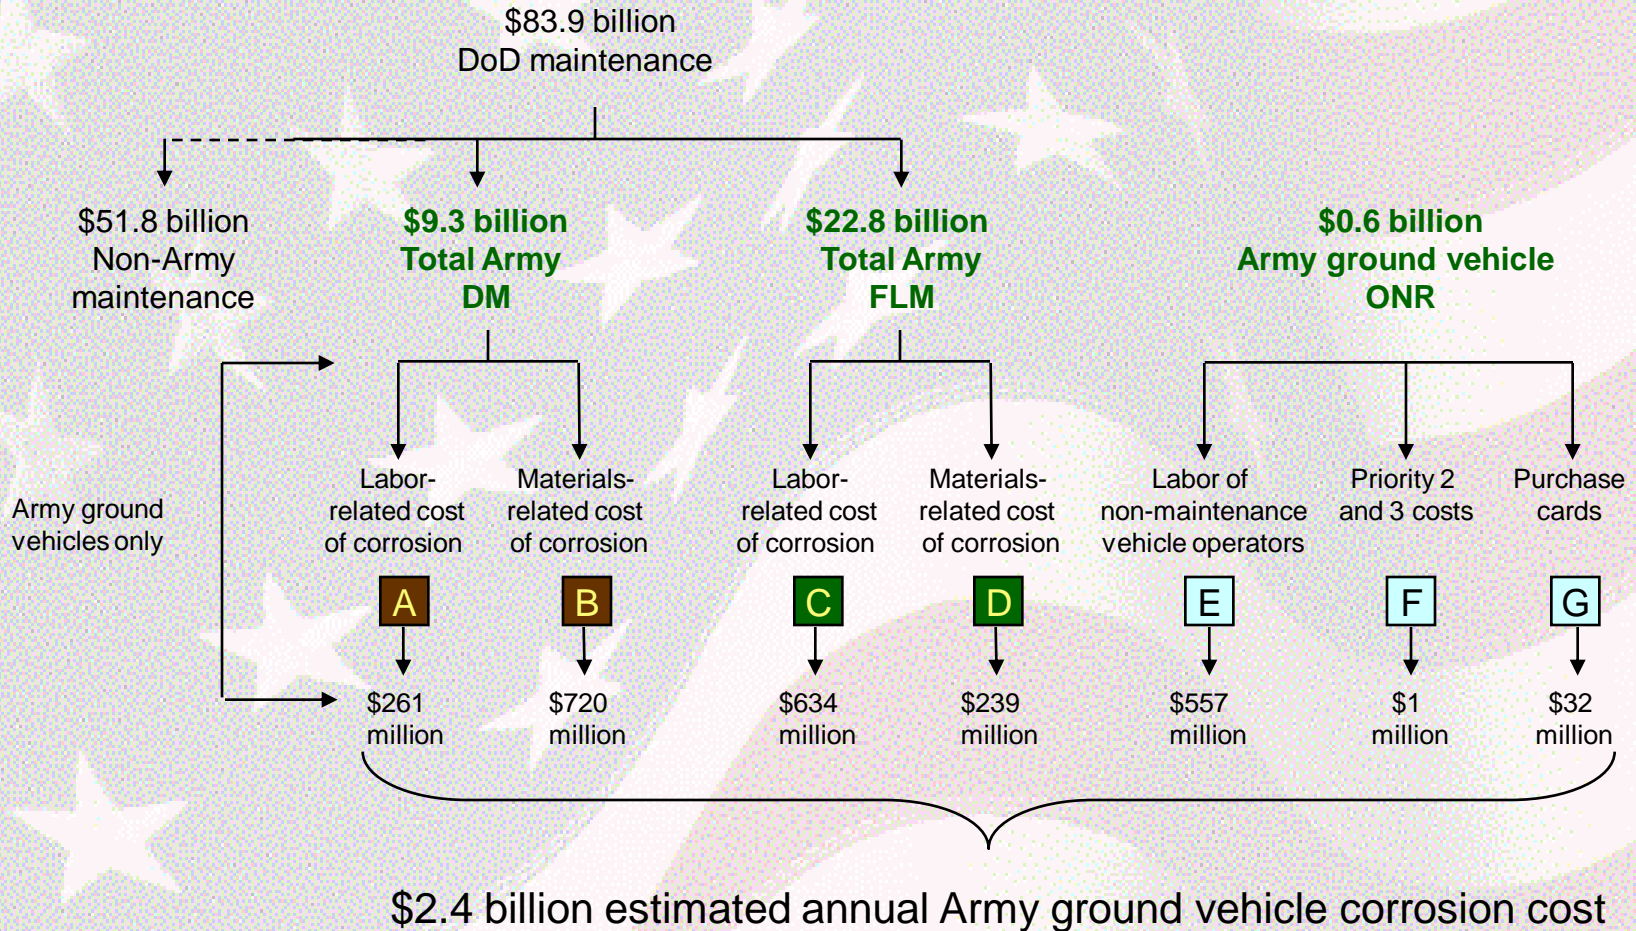 $83.9 billion
DoD maintenance
$51.8 billion
Non-Army
maintenance
$9.3 billion
Total Army
DM
$22.8 billion
Total Army
FLM
$0.6 billion
Army ground vehicle
ONR
Army ground
vehicles only
Labor-
related cost
of corrosion
Materials-
related cost
of corrosion
Labor-
related cost
of corrosion
Materials-
related cost
of corrosion
Labor of
non-maintenance
vehicle operators
Priority 2
and 3 costs
Purchase
cards
A
B
C
D
E
F
G
$261
million
$720
million
$634
million
$239
million
$557
million
$1
million
$32
million
$2.4 billion estimated annual Army ground vehicle corrosion cost